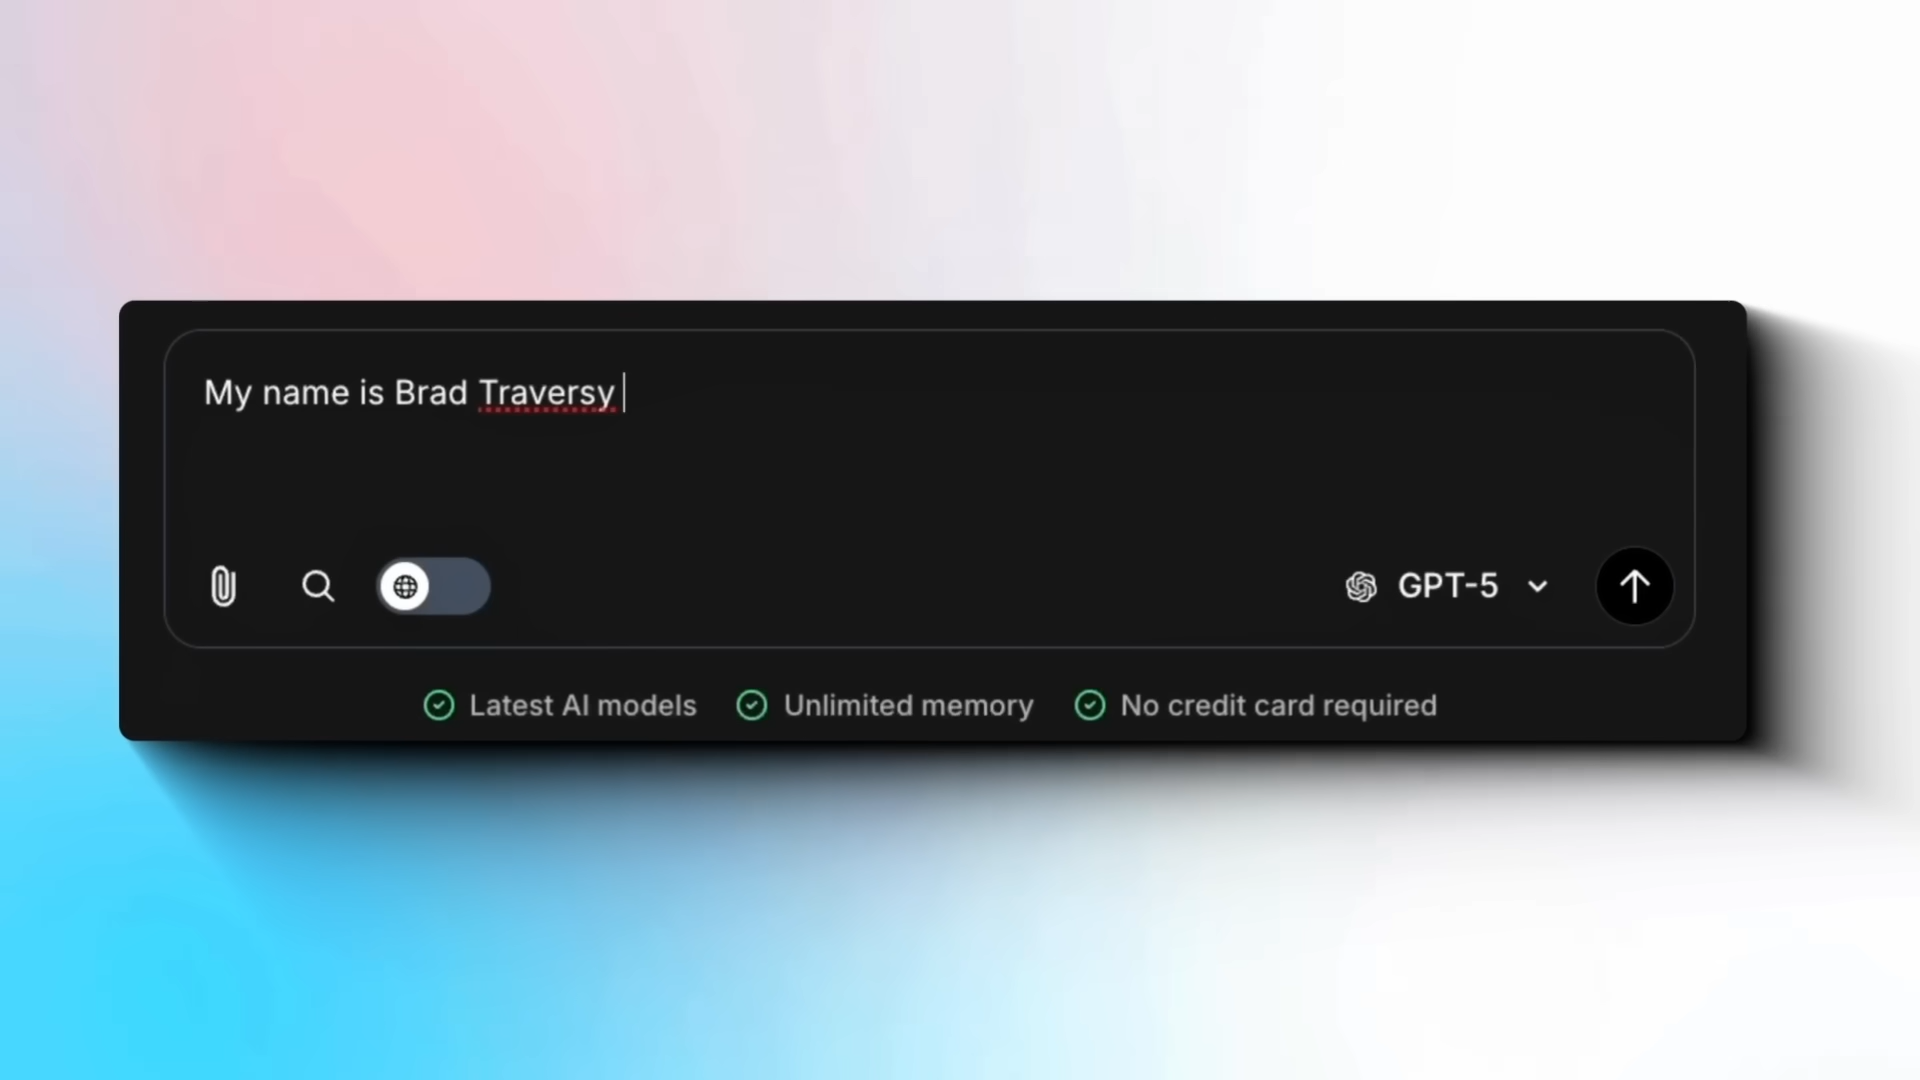 My name is Brad Traversy
GPT-5
Latest AI models Unlimited memory No credit card required